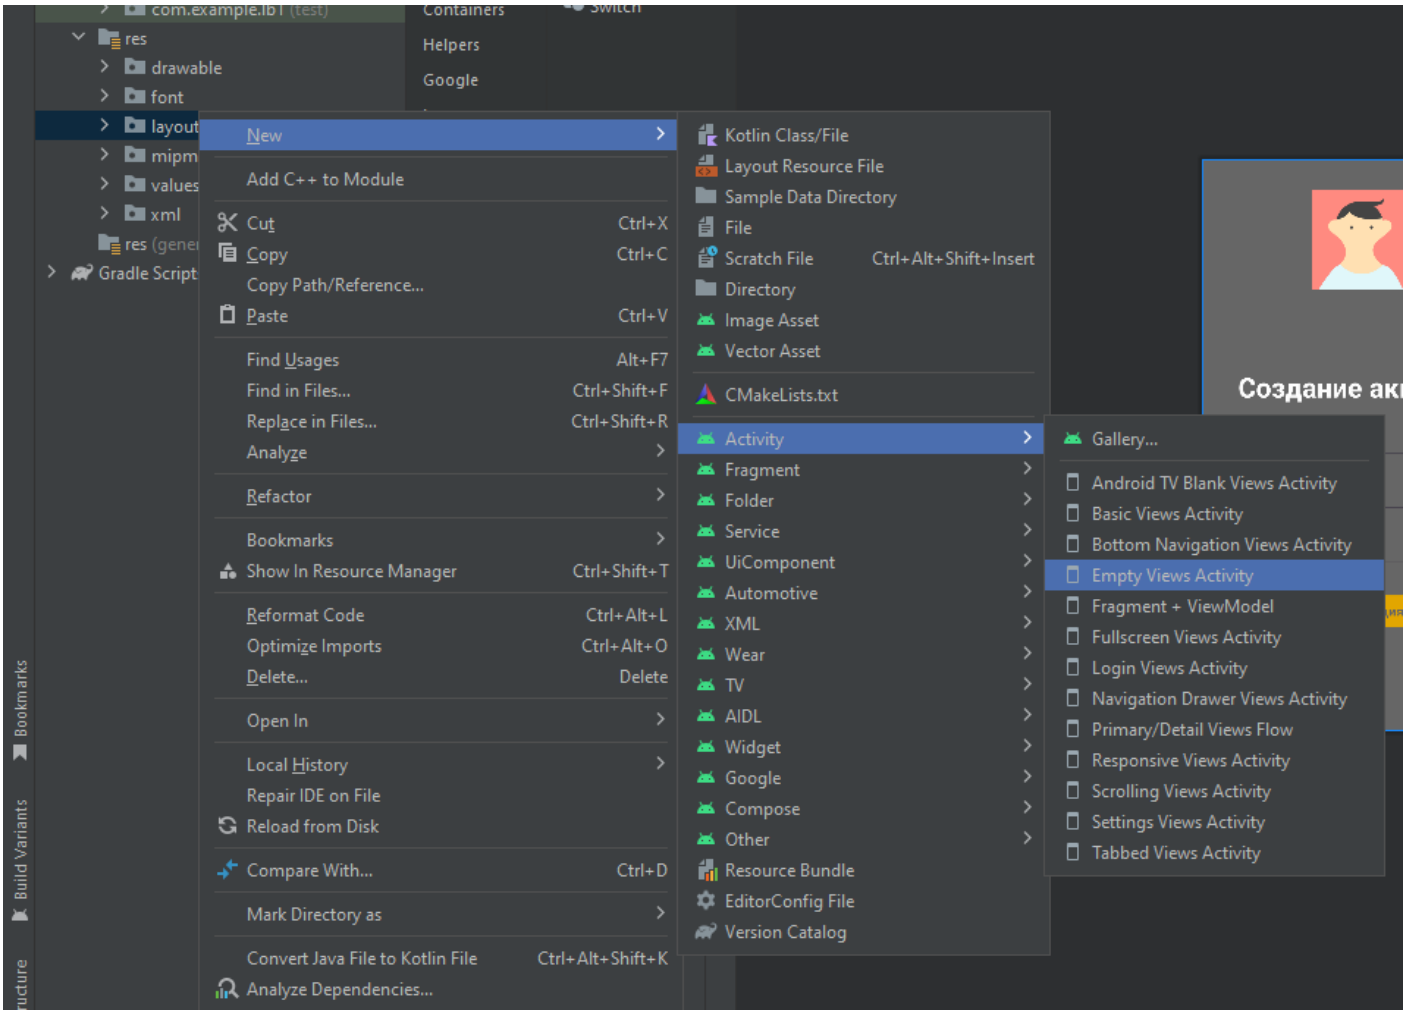 com.example.lb1 (test)
res
drawable
font
layout
values
xml
res
Gradle Script
Bookmarks
Build Variants
Containers
Switch
Helpers
Google
New
Add C++ to Module
Cut Ctrl+X
Copy Ctrl+C
Copy Path/Reference...
Paste Ctrl+V
Find Usages Alt+F7
Find in Files... Ctrl+Shift+F
Replace in Files... Ctrl+Shift+R
Analyze
Refactor
Bookmarks
Show In Resource Manager Ctrl+Shift+T
Reformat Code Ctrl+Alt+L
Optimize Imports Ctrl+Alt+O
Delete... Delete
Open In
Local History
Repair IDE on File
Reload from Disk
Compare With... Ctrl+D
Mark Directory as
Convert Java File to Kotlin File Ctrl+Alt+Shift+K
Analyze Dependencies...
Kotlin Class/File
Layout Resource File
Sample Data Directory
File
Scratch File Ctrl+Alt+Shift+Insert
Directory
Image Asset
Vector Asset
CMakeLists.txt
Activity
Fragment
Folder
Service
UiComponent
Automotive
XML
Wear
TV
AIDL
Widget
Google
Compose
Other
Resource Bundle
EditorConfig File
Version Catalog
Создание
Gallery...
Android TV Blank Views Activity
Basic Views Activity
Bottom Navigation Views Activity
Empty Views Activity
Fragment + ViewModel
Fullscreen Views Activity
Login Views Activity
Navigation Drawer Views Activity
Primary/Detail Views Flow
Responsive Views Activity
Scrolling Views Activity
Settings Views Activity
Tabbed Views Activity